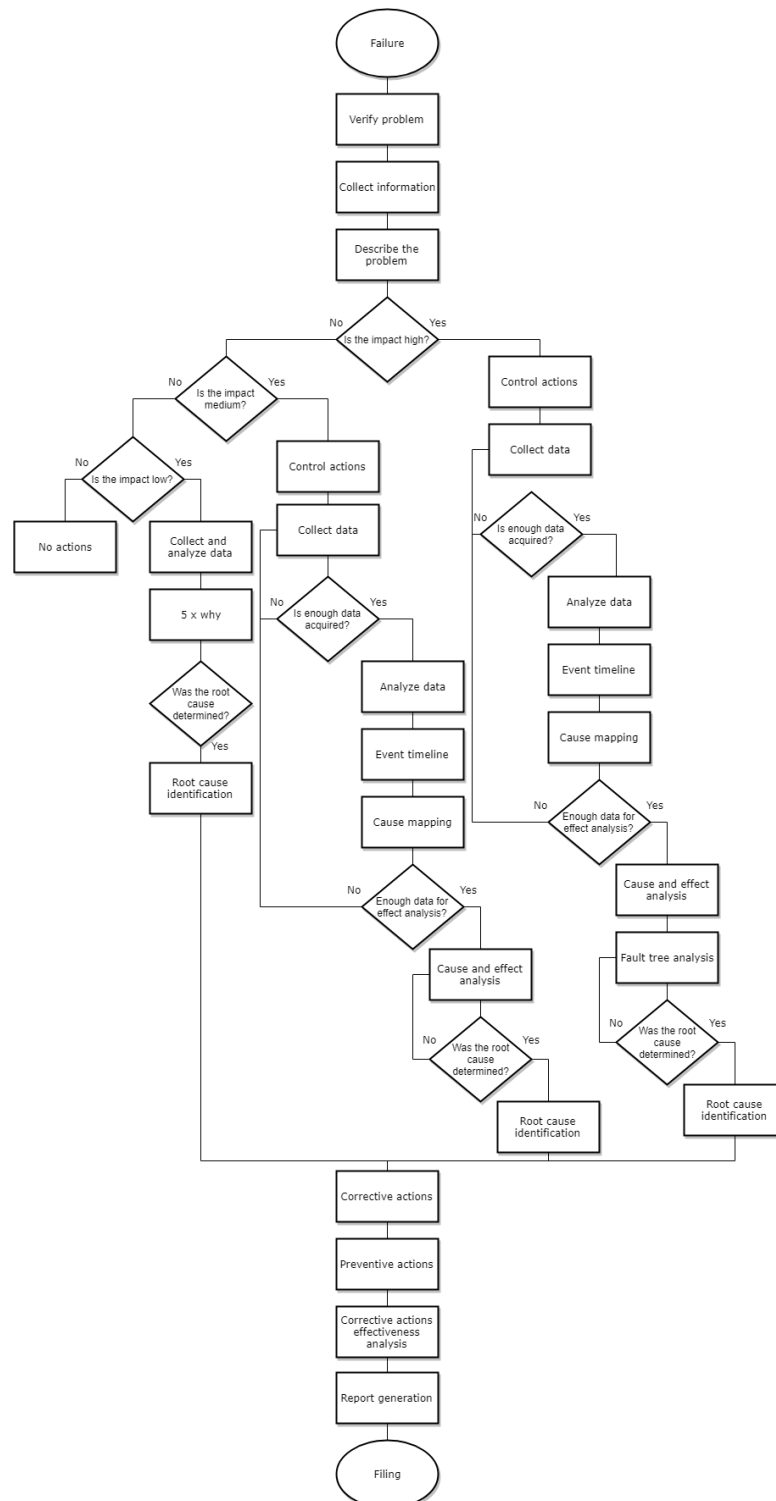 Failure
Verify problem
Collect information
Describe the
problem
No
Yes
Is the impact high?
No
Yes
Is the impact
medium?
Control actions
Collect data
No
Yes
Is the impact low?
Control actions
Collect data
No actions
Collect and
analyze data
5 x why
Was the root
cause
determined?
Yes
Root cause
identification
No
Yes
Is enough data
acquired?
Analyze data
Event timeline
Cause mapping
No
Yes
Enough data for
effect analysis?
Cause and effect
analysis
No
Yes
Was the root
cause
determined?
Root cause
identification
No
Yes
Is enough data
acquired?
Analyze data
Event timeline
Cause mapping
No
Yes
Enough data for
effect analysis?
Cause and effect
analysis
Fault tree analysis
No
Yes
Was the root
cause
determined?
Root cause
identification
Corrective actions
Preventive actions
Corrective actions
effectiveness
analysis
Report generation
Filing